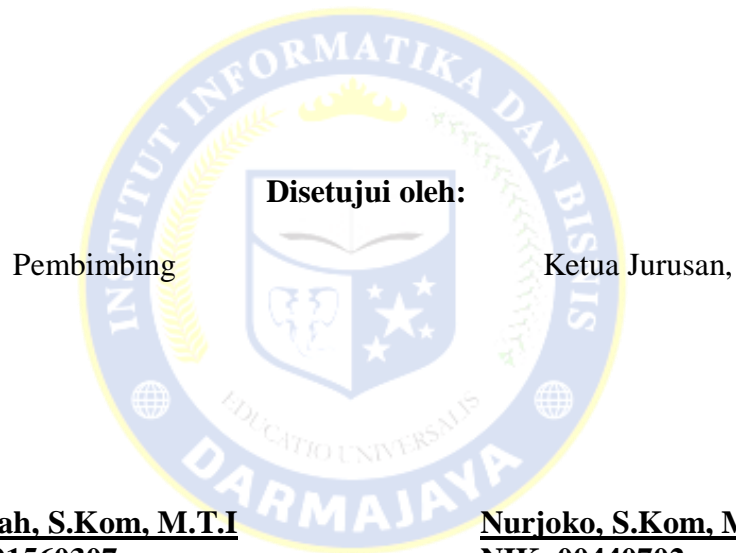 INSTITUT INFORMATIKA DAN BISNIS
Disetujui oleh:
Pembimbing Ketua Jurusan,
EDUCATIO UNIVERSALIS
DARMAJAYA
ah, S.Kom, M.T.I Nurjoko, S.Kom,